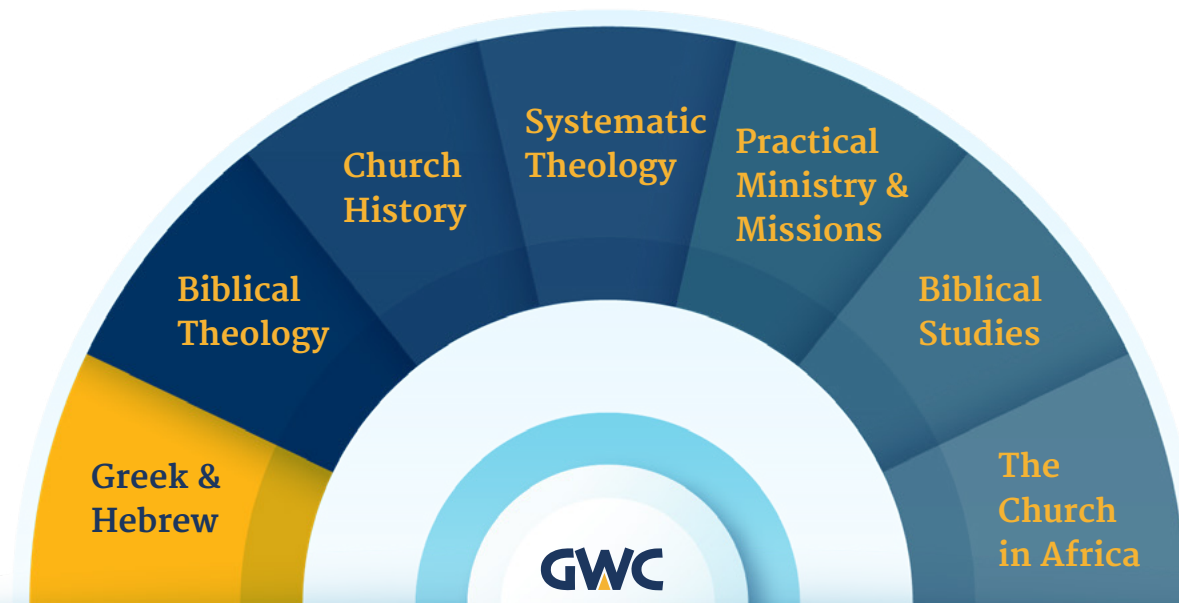 Greek &
Hebrew
Biblical
Theology
Church
History
Systematic
Theology
Practical
Ministry &
Missions
Biblical
Studies
The
Church
in Africa
GWC